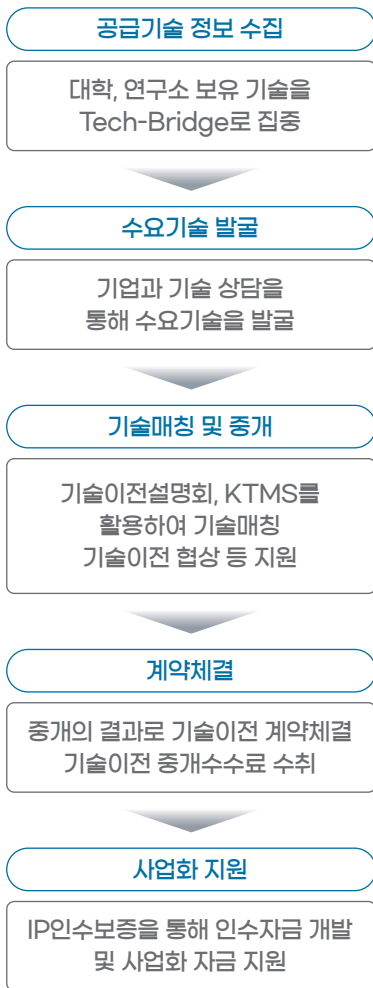 공급기술 정보 수집
대학, 연구소 보유 기술을
Tech-Bridge로 집중
수요기술 발굴
기업과 기술 상담을
통해 수요기술을 발굴
기술매칭 및 중개
기술이전설명회, KTMS를
활용하여 기술매칭
기술이전 협상 등 지원
계약체결
중개의 결과로 기술이전 계약체결
기술이전 중개수수료 수취
사업화 지원
IP인수보증을 통해 인수자금 개발
및 사업화 자금 지원